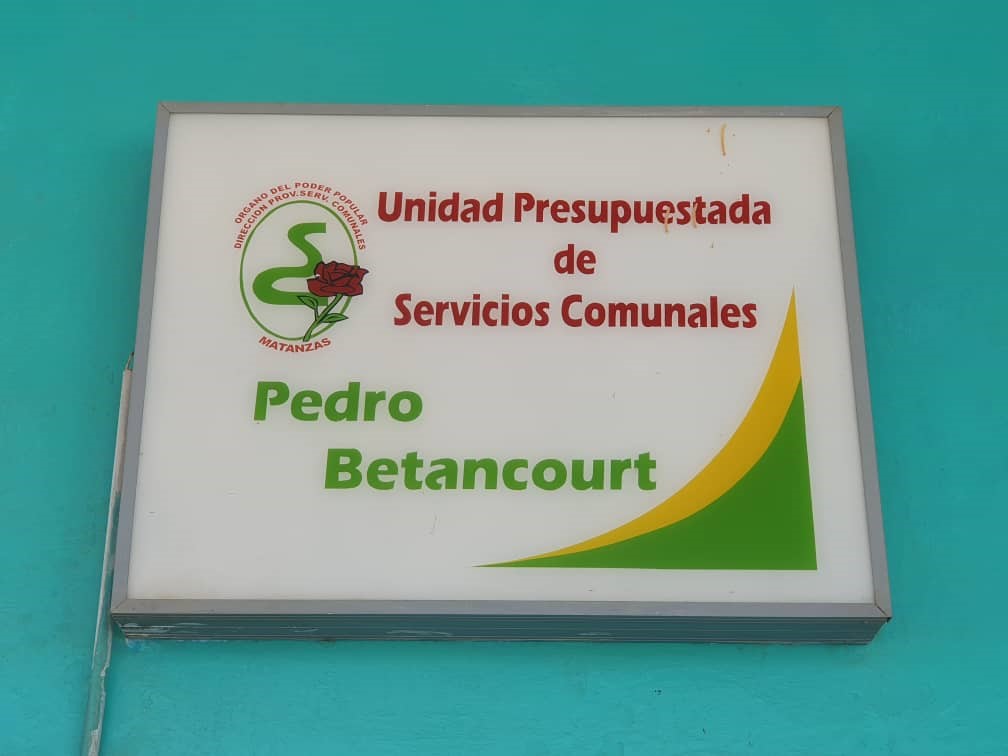 ORGANO DEL PODER POPULAR
DIRECCION PROV. SERV. COMUNALES
MATANZAS
Unidad Presupuestada
de
Servicios Comunales
Pedro
Betancourt